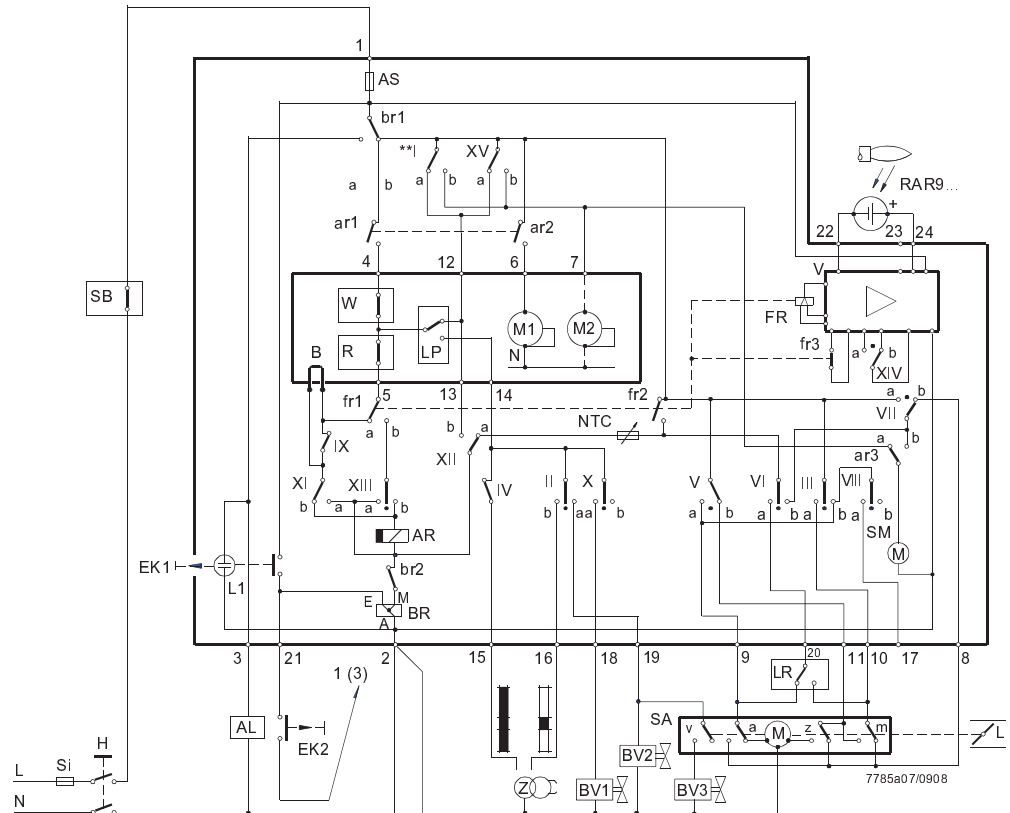 1
AS
br1
**I
XV
a
b
a
b
a
b
RAR9...
+
ar1
ar2
22
23
24
4
12
6
7
V
SB
W
R
LP
M1
M2
N
FR
fr3
a
b
XIV
B
fr1
5
13
14
fr2
a
b
VII
a
b
NTC
b
a
a
b
ar3
IX
XII
XI
XIII
IV
II
X
V
VI
III
VIII
b
a
a
b
b
a
a
b
a
b
a
b
a
b
a
b
SM
AR
M
EK1
L1
br2
E
M
BR
A
3
21
2
15
16
18
19
9
20
11
10
17
8
1 (3)
LR
AL
EK2
SA
v
a
M
z
m
L
H
L
Si
N
Z
BV1
BV2
BV3
7785a07/0908